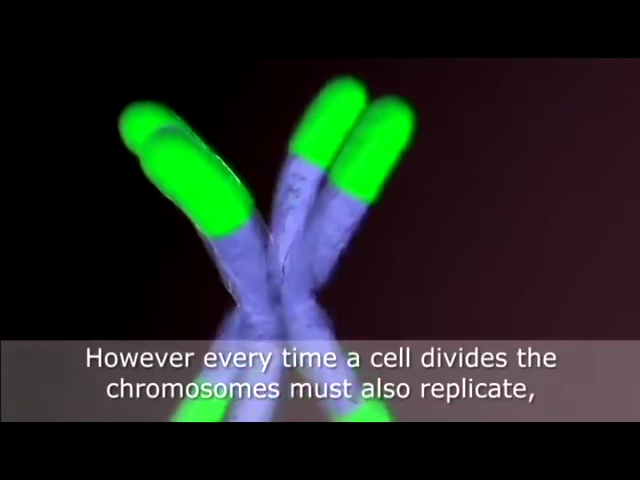 However every time a cell divides the
chromosomes must also replicate,